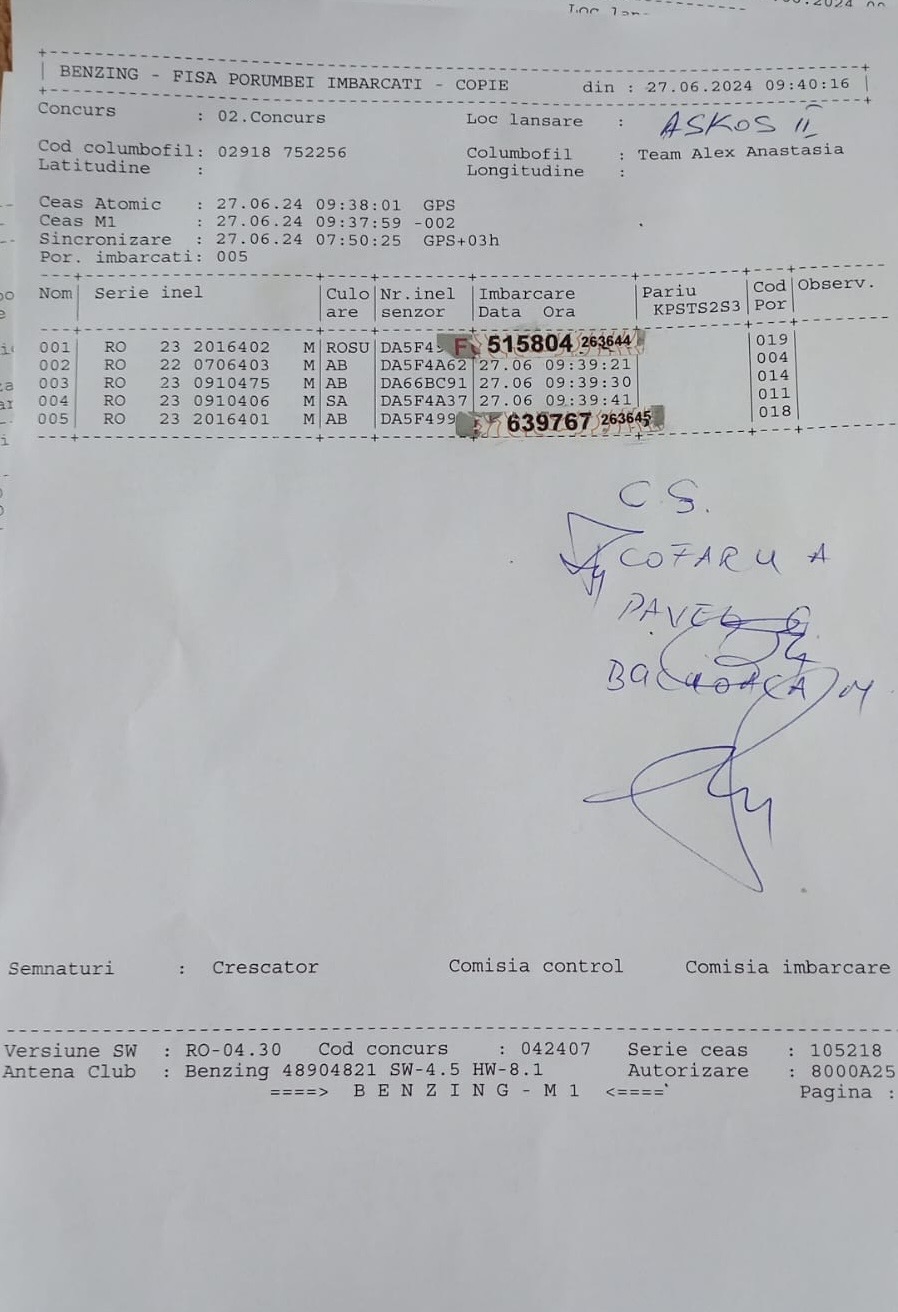 BENZING - FISA PORUMBEI IMBARCATI - COPIE din : 27.06.2024 09:40:16
Concurs : 02.Concurs Loc lansare : ASKOS II
Cod columbofil: 02918 752256 Columbofil : Team Alex Anastasia
Latitudine : Longitudine :
Ceas Atomic : 27.06.24 09:38:01 GPS
Ceas M1 : 27.06.24 09:37:59 -002
Sincronizare : 27.06.24 07:50:25 GPS+03h
Por. imbarcati: 005
Nom Serie inel Culo Nr.inel Imbarcare Pariu Cod Observ.
are senzor Data Ora KPSTS2S3 Por
001 RO 23 2016402 M ROSU DA5F4 515804 263644 019
002 RO 22 0706403 M AB DA5F4A62 27.06 09:39:21 004
003 RO 23 0910475 M AB DA66BC91 27.06 09:39:30 014
004 RO 23 0910406 M SA DA5F4A37 27.06 09:39:41 011
005 RO 23 2016401 M AB DA5F499 639767 263645 018
C S.
COFARU A
PAVEL G
M
Semnaturi : Crescator Comisia control Comisia imbarcare
Versiune SW : RO-04.30 Cod concurs : 042407 Serie ceas : 105218
Antena Club : Benzing 48904821 SW-4.5 HW-8.1 Autorizare : 8000A25
====> B E N Z I N G - M 1 <==== Pagina :